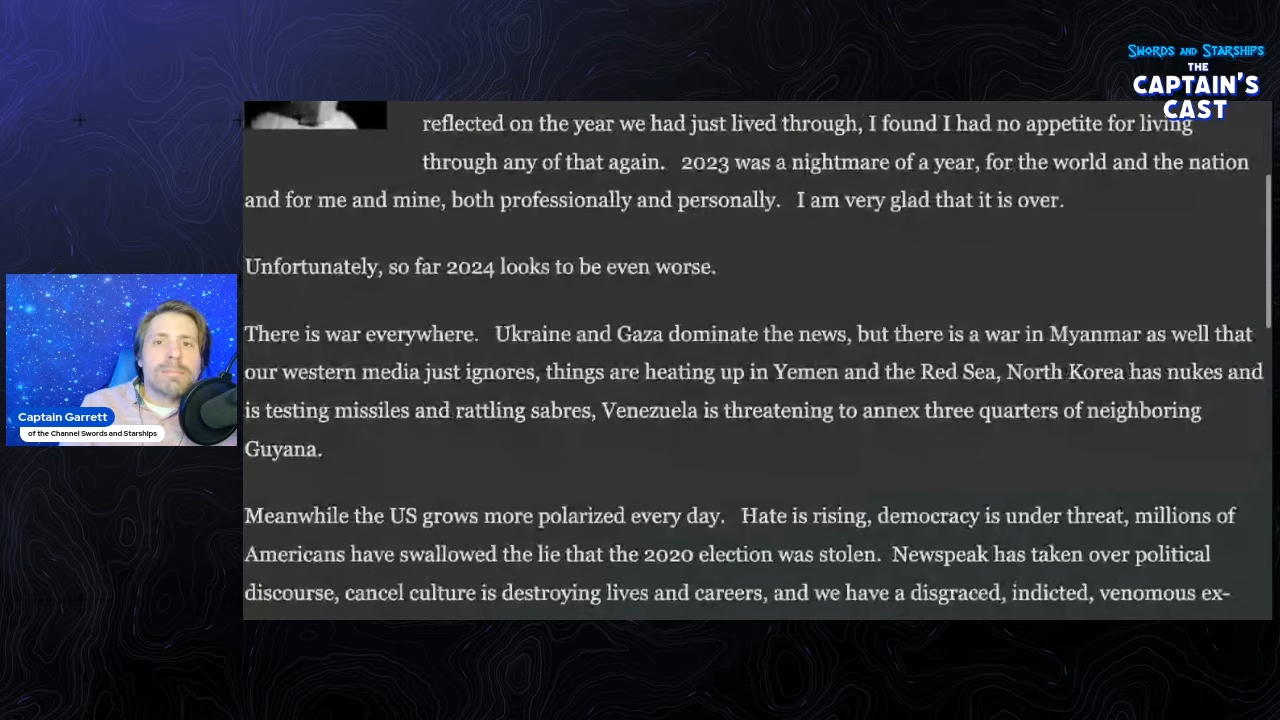 SWORDS AND STARSHIPS
THE
CAPTAIN'S
CAST
reflected on the year we had just lived through, I found I had no appetite for living
through any of that again. 2023 was a nightmare of a year, for the world and the nation
and for me and mine, both professionally and personally. I am very glad that it is over.
Unfortunately, so far 2024 looks to be even worse.
There is war everywhere. Ukraine and Gaza dominate the news, but there is a war in Myanmar as well that
our western media just ignores, things are heating up in Yemen and the Red Sea, North Korea has nukes and
is testing missiles and rattling sabres, Venezuela is threatening to annex three quarters of neighboring
Guyana.
Meanwhile the US grows more polarized every day. Hate is rising, democracy is under threat, millions of
Americans have swallowed the lie that the 2020 election was stolen. Newspeak has taken over political
discourse, cancel culture is destroying lives and careers, and we have a disgraced, indicted, venomous ex-
Captain Garrett
of the Channel Swords and Starships